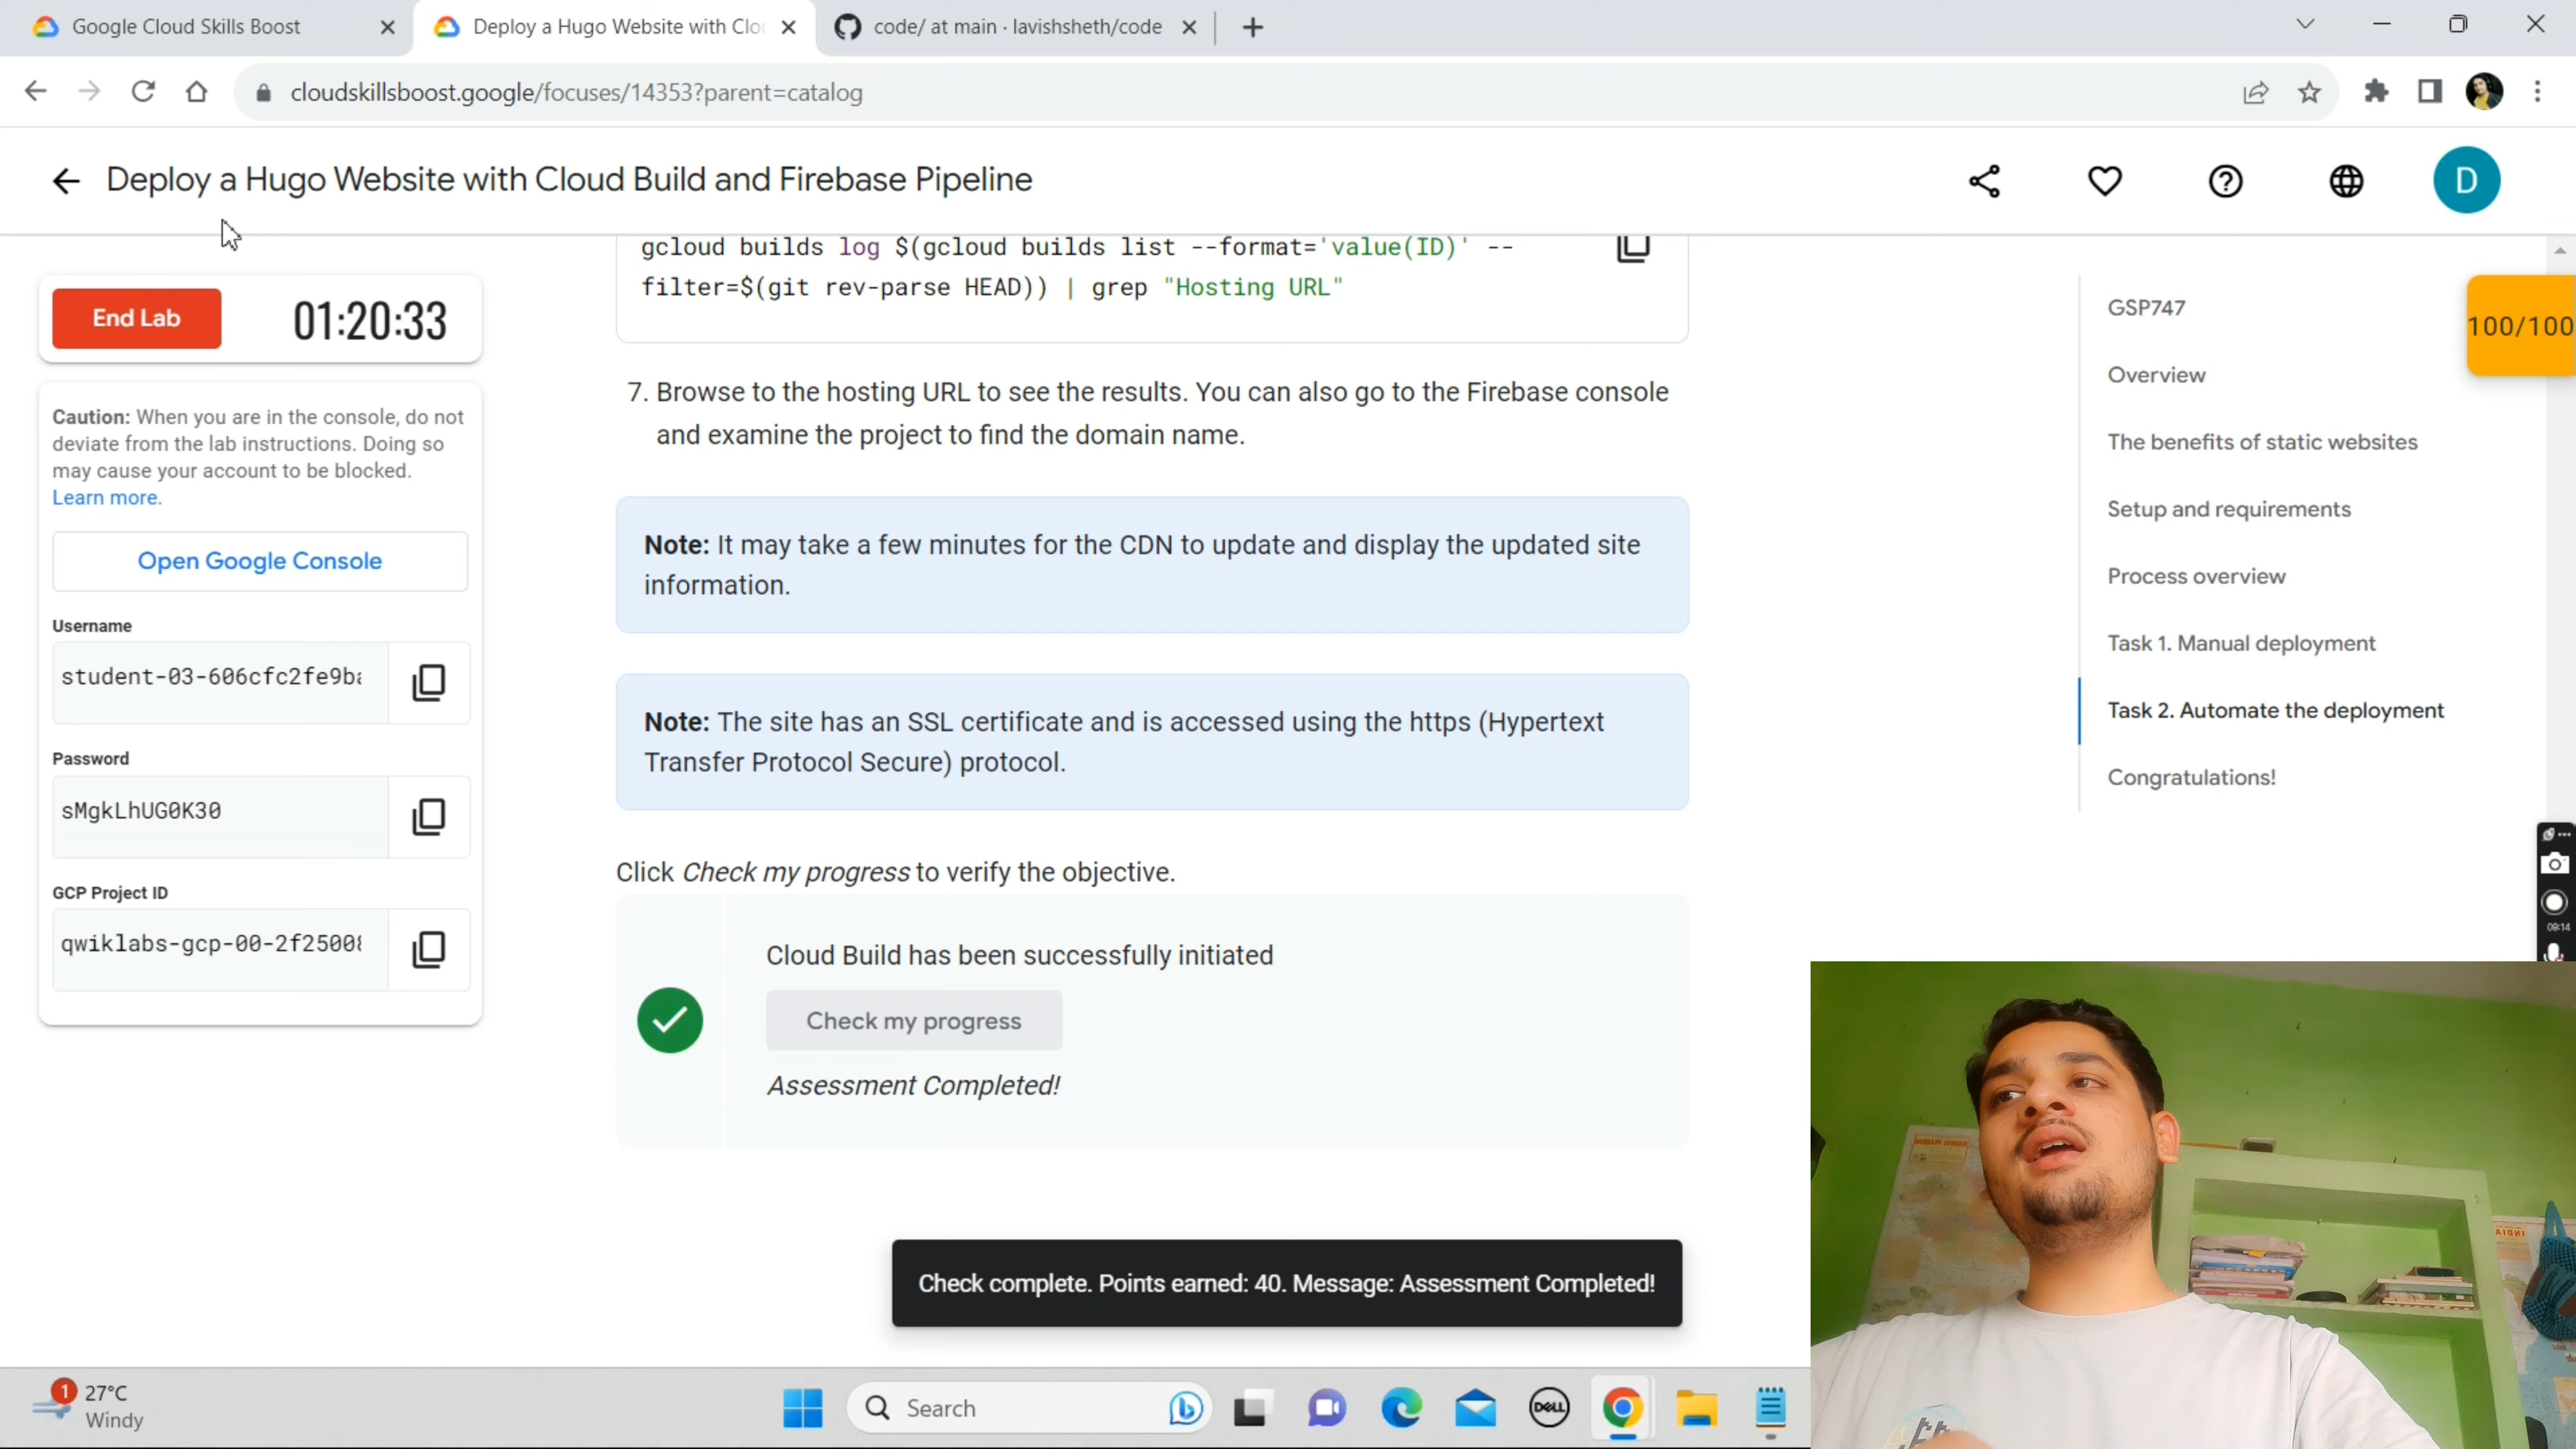 Google Cloud Skills Boost
Deploy a Hugo Website with Clou
code/ at main · lavishsheth/code
cloudskillsboost.google/focuses/14353?parent=catalog
Deploy a Hugo Website with Cloud Build and Firebase Pipeline
D
End Lab
01:20:33
Caution: When you are in the console, do not
deviate from the lab instructions. Doing so
may cause your account to be blocked.
Learn more.
Open Google Console
Username
student-03-606cfc2fe9ba
Password
sMgkLhUG0K30
GCP Project ID
qwiklabs-gcp-00-2f25008
gcloud builds log $(gcloud builds list --format='value(ID)' --
filter=$(git rev-parse HEAD)) | grep "Hosting URL"
7. Browse to the hosting URL to see the results. You can also go to the Firebase console
and examine the project to find the domain name.
Note: It may take a few minutes for the CDN to update and display the updated site
information.
Note: The site has an SSL certificate and is accessed using the https (Hypertext
Transfer Protocol Secure) protocol.
Click Check my progress to verify the objective.
Cloud Build has been successfully initiated
Check my progress
Assessment Completed!
Check complete. Points earned: 40. Message: Assessment Completed!
GSP747
Overview
The benefits of static websites
Setup and requirements
Process overview
Task 1. Manual deployment
Task 2. Automate the deployment
Congratulations!
100/100
09:14
1
27°C
Windy
Search
DELL